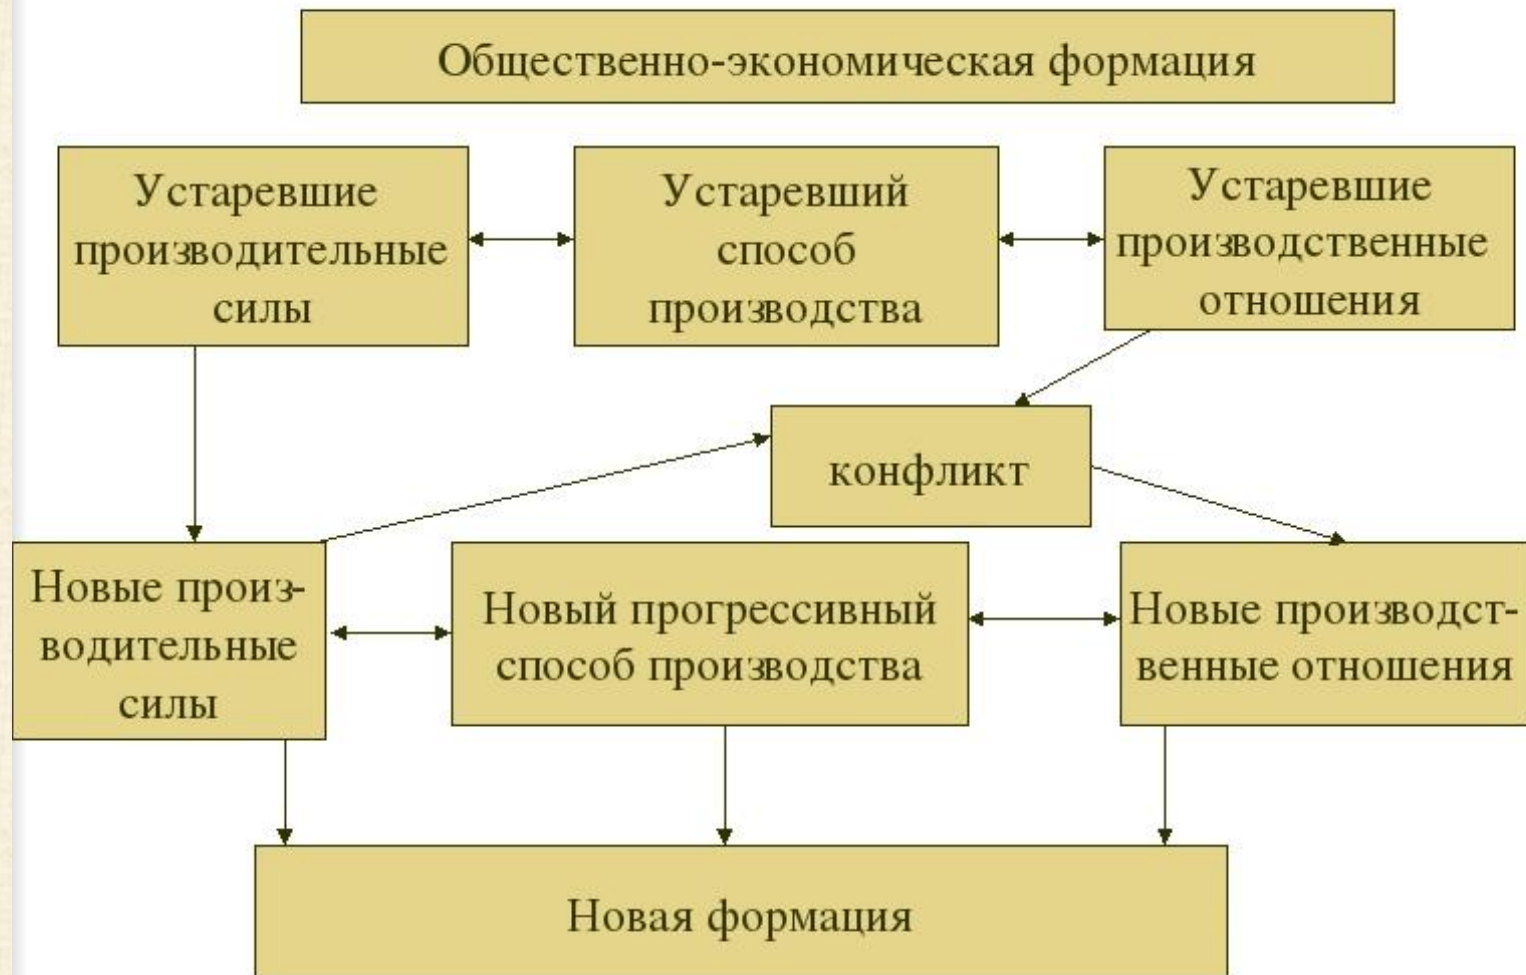 Общественно-экономическая формация
Устаревшие
производительные
силы
Устаревший
способ
производства
Устаревшие
производственные
отношения
конфликт
Новые произ-
водительные
силы
Новый прогрессивный
способ производства
Новые производст-
венные отношения
Новая формация